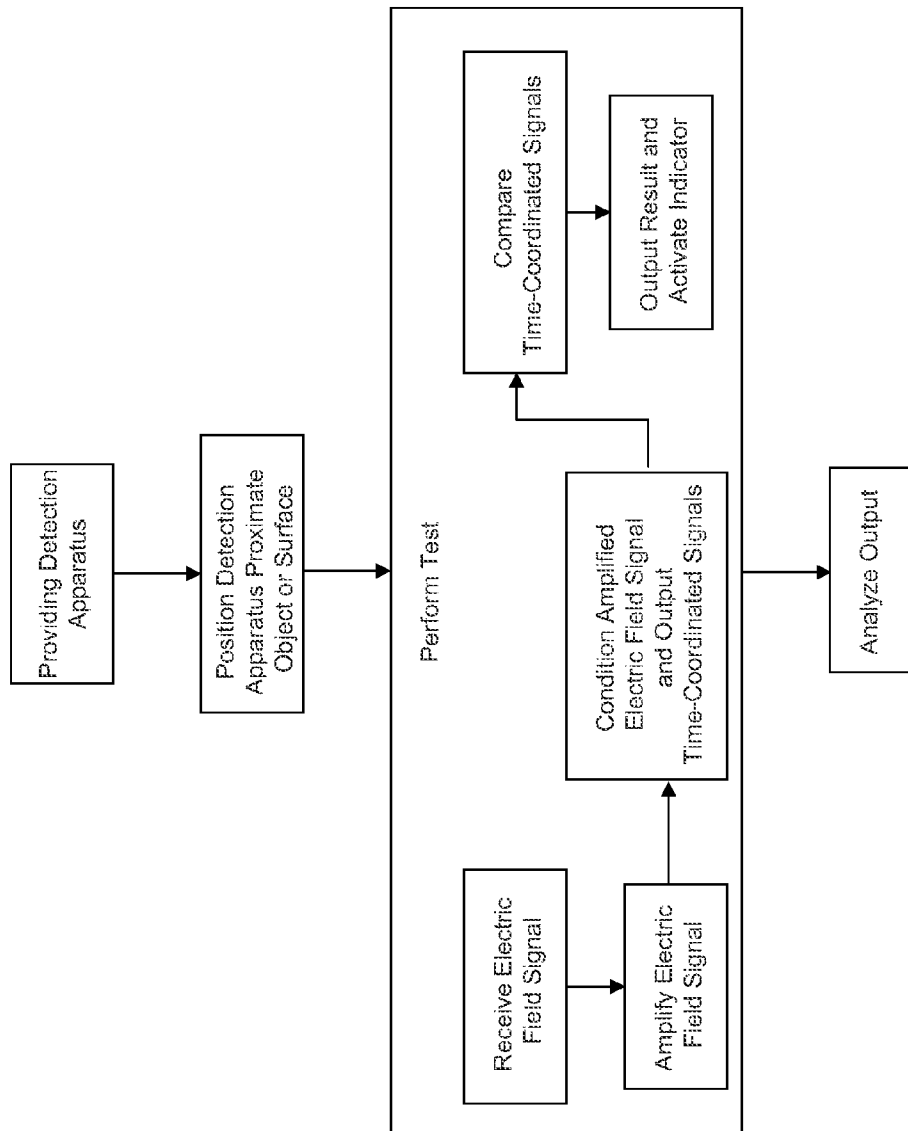 Providing Detection
Apparatus
Position Detection
Apparatus Proximate
Object or Surface
Perform Test
Receive Electric
Field Signal
Amplify Electric
Field Signal
Condition Amplified
Electric Field Signal
and Output
Time-Coordinated Signals
Compare
Time-Coordinated Signals
Output Result and
Activate Indicator
Analyze Output